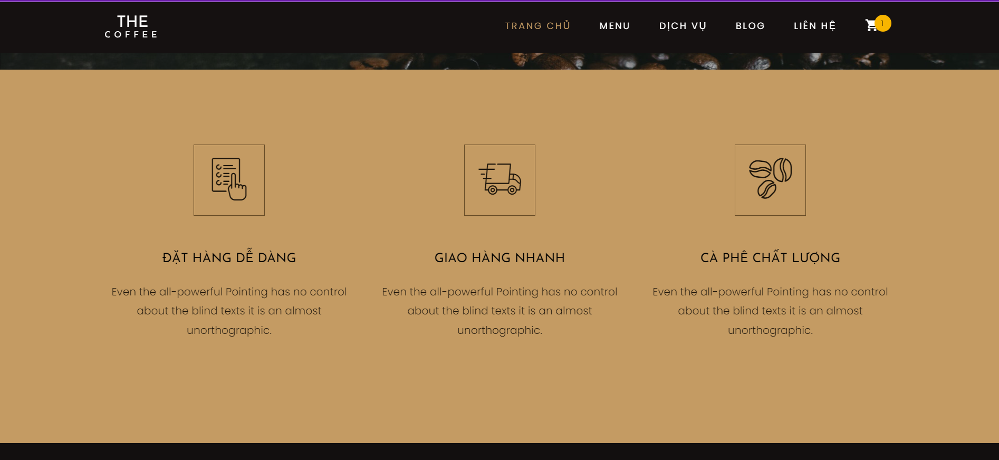 THE
COFFEE
TRANG CHỦ MENU DỊCH VỤ BLOG LIÊN HỆ 1
ĐẶT HÀNG DỄ DÀNG
Even the all-powerful Pointing has no control
about the blind texts it is an almost
unorthographic.
GIAO HÀNG NHANH
Even the all-powerful Pointing has no control
about the blind texts it is an almost
unorthographic.
CÀ PHÊ CHẤT LƯỢNG
Even the all-powerful Pointing has no control
about the blind texts it is an almost
unorthographic.